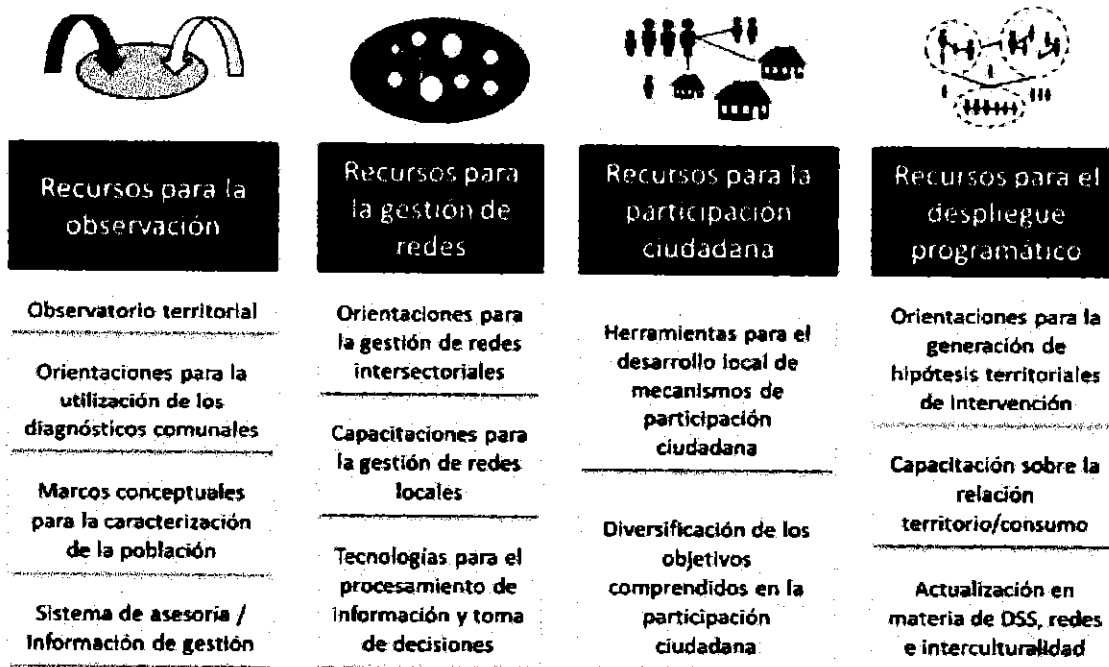 Recursos para la
observación
Observatorio territorial
Orientaciones para la
utilización de los
diagnósticos comunales
Marcos conceptuales
para la caracterización
de la población
Sistema de asesoría /
Información de gestión
Recursos para
la gestión de
redes
Orientaciones para
la gestión de redes
intersectoriales
Capacitaciones para
la gestión de redes
locales
Tecnologías para el
procesamiento de
información y toma
de decisiones
Recursos para la
participación
ciudadana
Herramientas para el
desarrollo local de
mecanismos de
participación
ciudadana
Diversificación de los
objetivos
comprendidos en la
participación
ciudadana
Recursos para el
despliegue
programático
Orientaciones para la
generación de
hipótesis territoriales
de Intervención
Capacitación sobre la
relación
territorio/consumo
Actualización en
materia de DSS, redes
e interculturalidad